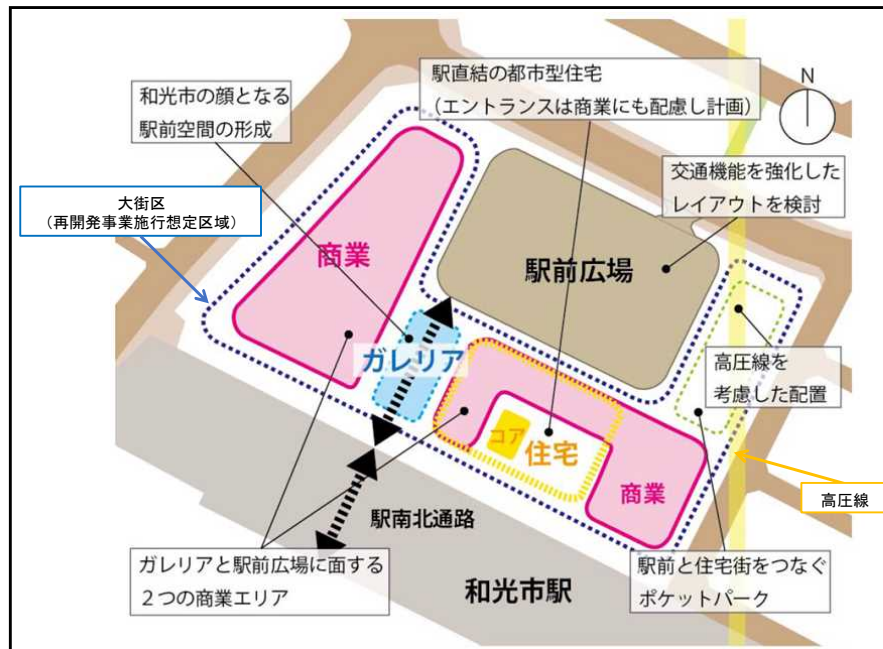 駅直結の都市型住宅
（エントランスは商業にも配慮し計画）
N
和光市の顔となる
駅前空間の形成
交通機能を強化した
レイアウトを検討
大街区
（再開発事業施行想定区域）
商業
駅前広場
ガレリア
高圧線を
考慮した配置
コア
住宅
商業
高圧線
駅南北通路
ガレリアと駅前広場に面する
２つの商業エリア
和光市駅
駅前と住宅街をつなぐ
ポケットパーク